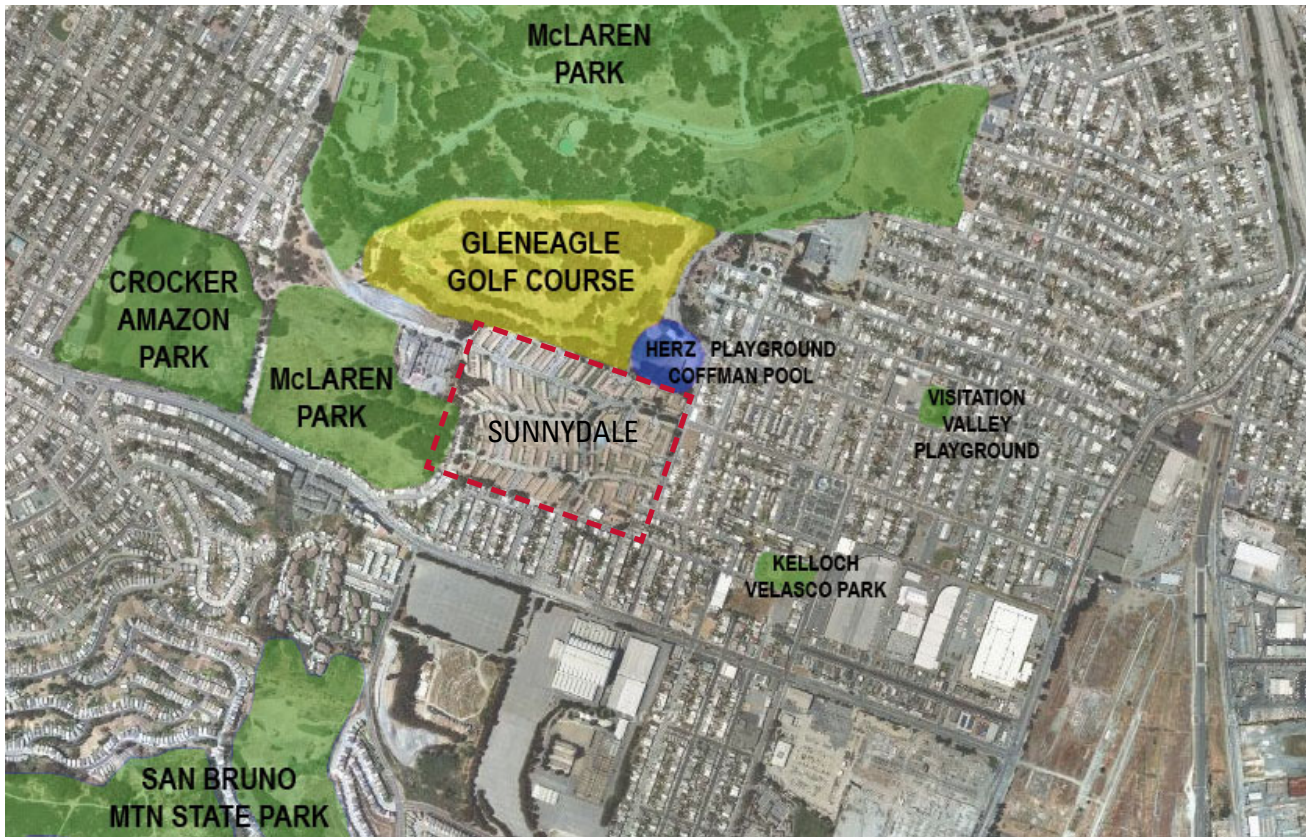 McLAREN
PARK
GLENEAGLE
GOLF COURSE
CROCKER
AMAZON
PARK
HERZ PLAYGROUND
COFFMAN POOL
McLAREN
PARK
VISITATION
VALLEY
PLAYGROUND
SUNNYDALE
KELLOCH
VELASCO PARK
SAN BRUNO
MTN STATE PARK